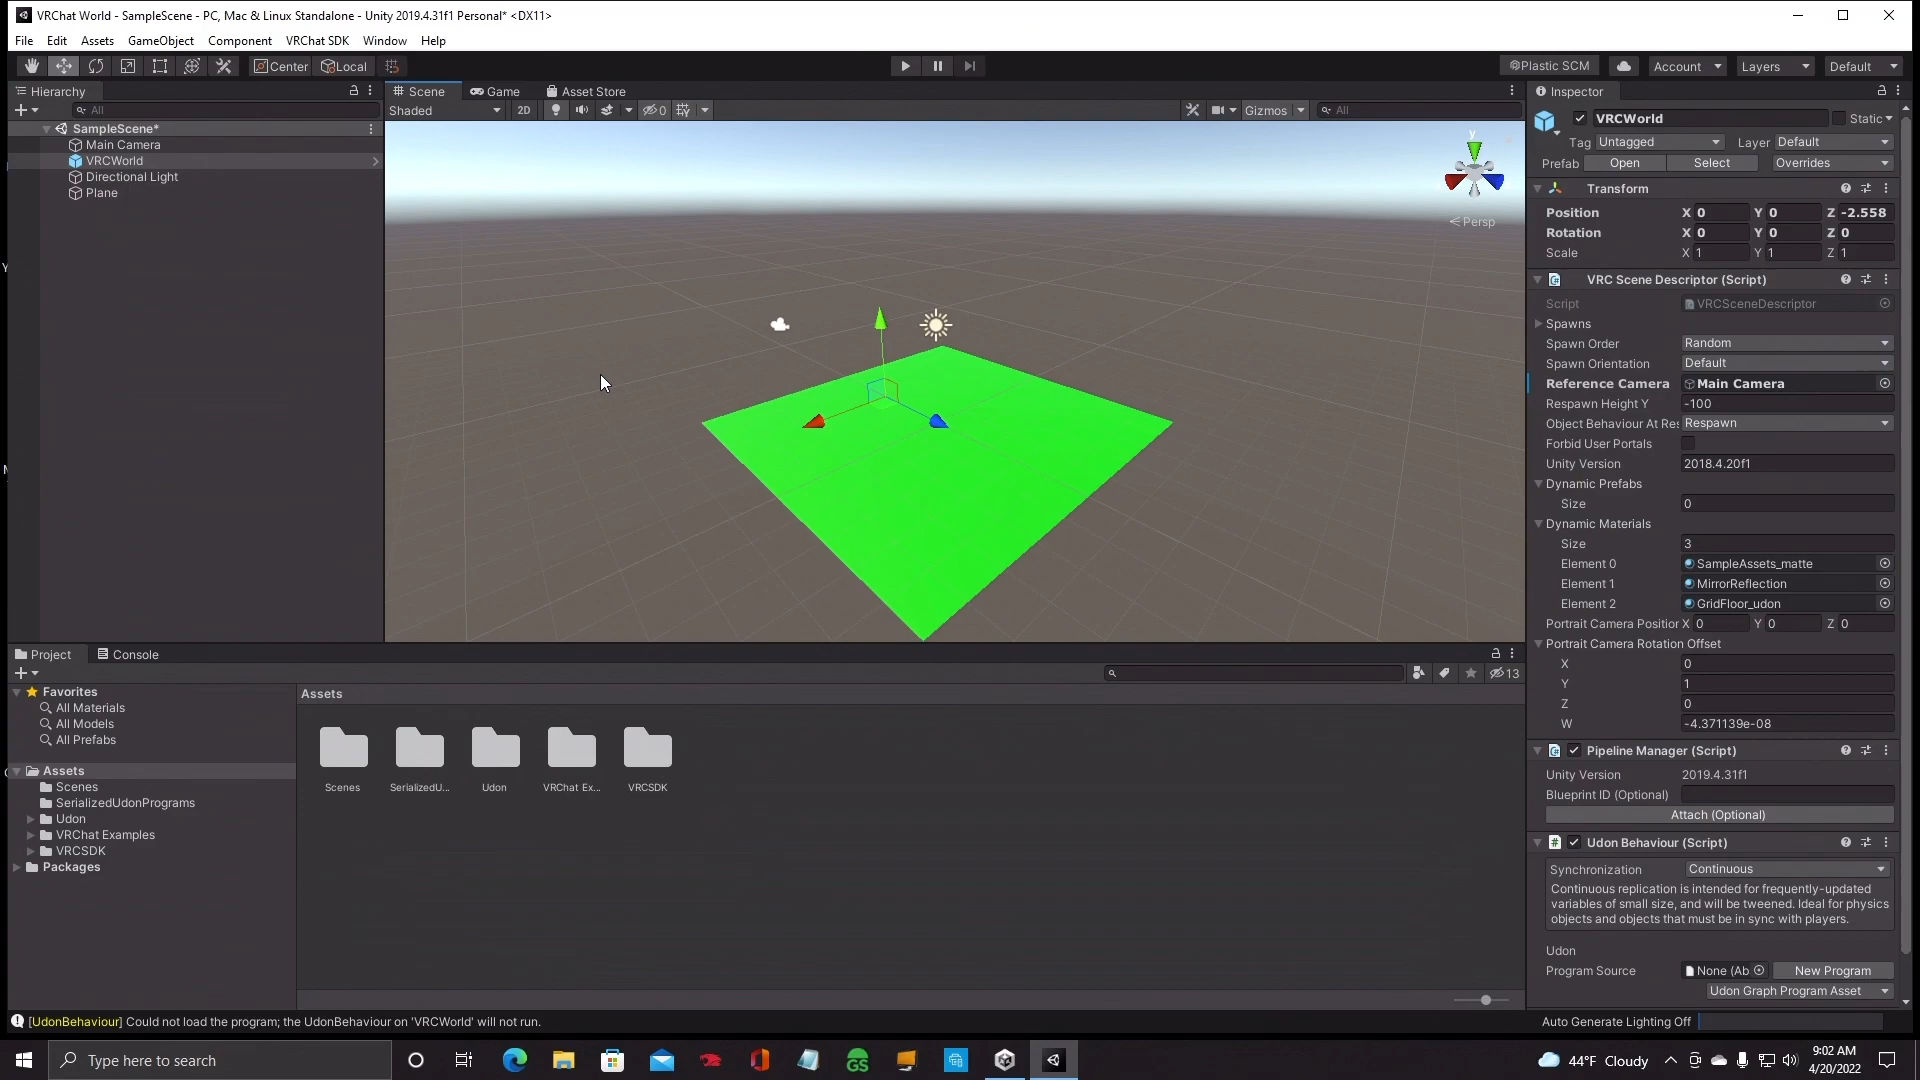 VRChat World - SampleScene - PC, Mac & Linux Standalone - Unity 2019.4.31f1 Personal* <DX11>
File Edit Assets GameObject Component VRChat SDK Window Help
Center Local Plastic SCM Account Layers Default
Hierarchy
All
SampleScene*
Main Camera
VRCWorld
Directional Light
Plane
Scene Game Asset Store
Shaded 2D 0 Gizmos All
y
Persp
Inspector
VRCWorld Static
Tag Untagged Layer Default
Prefab Open Select Overrides
Transform
Position X 0 Y 0 Z -2.558
Rotation X 0 Y 0 Z 0
Scale X 1 Y 1 Z 1
VRC Scene Descriptor (Script)
Script VRCSceneDescriptor
Spawns
Spawn Order Random
Spawn Orientation Default
Reference Camera Main Camera
Respawn Height Y -100
Object Behaviour At Res Respawn
Forbid User Portals
Unity Version 2018.4.20f1
Dynamic Prefabs
Size 0
Dynamic Materials
Size 3
Element 0 SampleAssets_matte
Element 1 MirrorReflection
Element 2 GridFloor_udon
Portrait Camera Position X 0 Y 0 Z 0
Portrait Camera Rotation Offset
X 0
Y 1
Z 0
W -4.371139e-08
Pipeline Manager (Script)
Unity Version 2019.4.31f1
Blueprint ID (Optional)
Attach (Optional)
Udon Behaviour (Script)
Synchronization Continuous
Continuous replication is intended for frequently-updated
variables of small size, and will be tweened. Ideal for physics
objects and objects that must be in sync with players.
Udon
Program Source None (Ab New Program
Udon Graph Program Asset
Project Console
13
Favorites
All Materials
All Models
All Prefabs
Assets
Scenes
SerializedUdonPrograms
Udon
VRChat Examples
VRCSDK
Packages
Assets
Scenes SerializedU... Udon VRChat Ex... VRCSDK
[UdonBehaviour] Could not load the program; the UdonBehaviour on 'VRCWorld' will not run.
Auto Generate Lighting Off
Type here to search
GS
44°F Cloudy
9:02 AM
4/20/2022